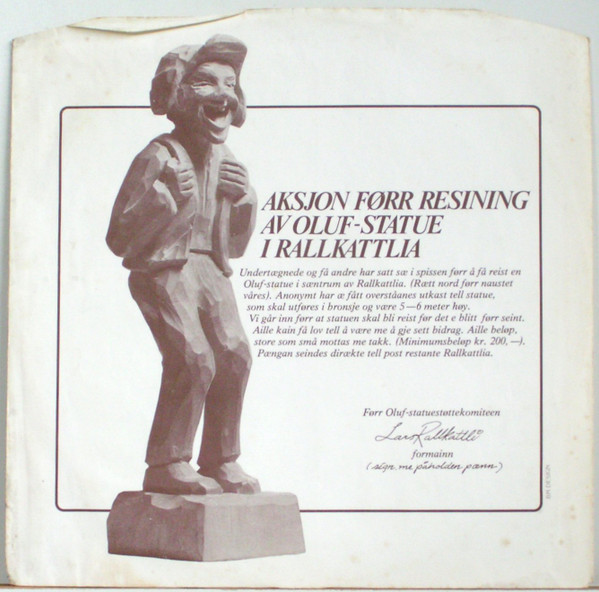 AKSJON FØRR RESINING
AV OLUF-STATUE
I RALLKATTLIA
Undertægnede og få andre har satt sæ i spissen førr å få reist en
Oluf-statue i sæntrum av Rallkattlia. (Rætt nord førr naustet
våres). Anonymt har æ fått overståanes utkast tell statue,
som skal utføres i bronsje og være 5—6 meter høy.
Vi går inn førr at statuen skal bli reist før det e blitt førr seint.
Aille kain få lov tell å være me å gje sett bidrag. Aille beløp,
store som små mottas me takk. (Minimumsbeløp kr. 200,—).
Pængan seindes dirækte tell post restante Rallkattlia.
Førr Oluf-statuestøttekomiteen
Lars Rallkattli
formainn
(sign. me påholden pænn)
BM DESIGN